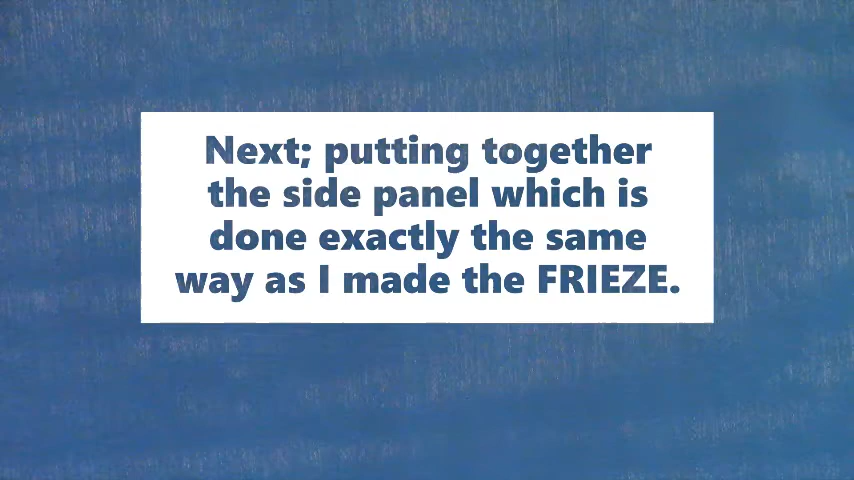 Next; putting together
the side panel which is
done exactly the same
way as I made the FRIEZE.